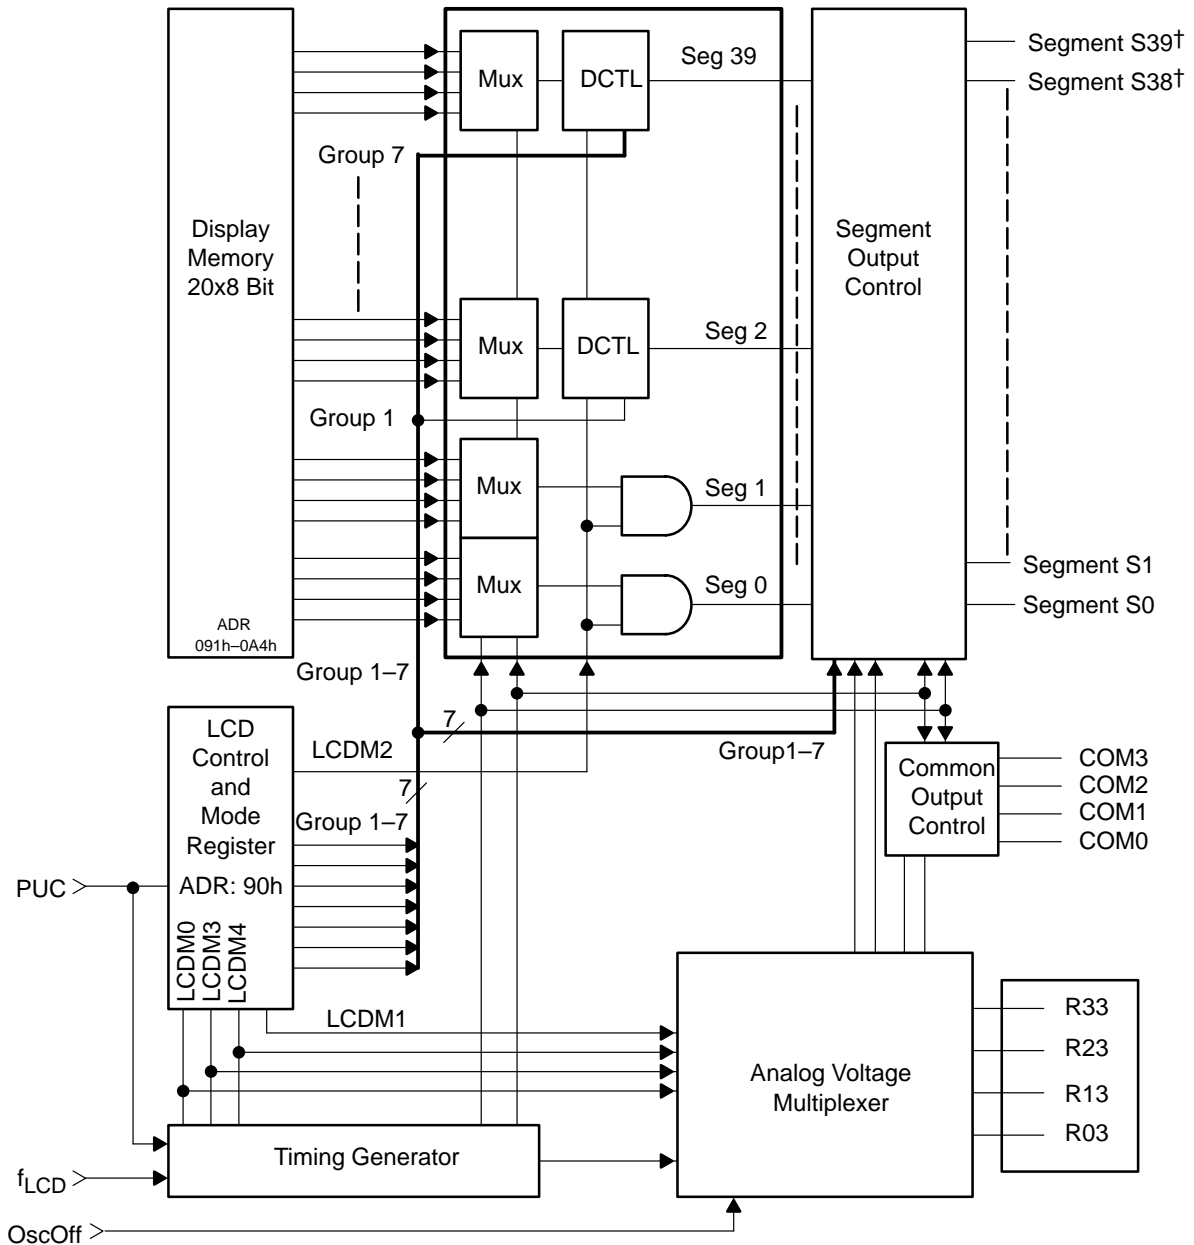 Segment S39†
Seg 39
Mux
DCTL
Segment S38†
Group 7
Display
Memory
20x8 Bit
Segment
Output
Control
Seg 2
Mux
DCTL
Group 1
Mux
Seg 1
Segment S1
Mux
Seg 0
Segment S0
ADR
091h–0A4h
Group 1–7
7
Group1–7
LCD
Control
and
Mode
Register
ADR: 90h
LCDM0
LCDM3
LCDM4
LCDM2
7
Group 1–7
Common
Output
Control
COM3
COM2
COM1
COM0
PUC
LCDM1
Analog Voltage
Multiplexer
R33
R23
R13
R03
Timing Generator
fLCD
OscOff